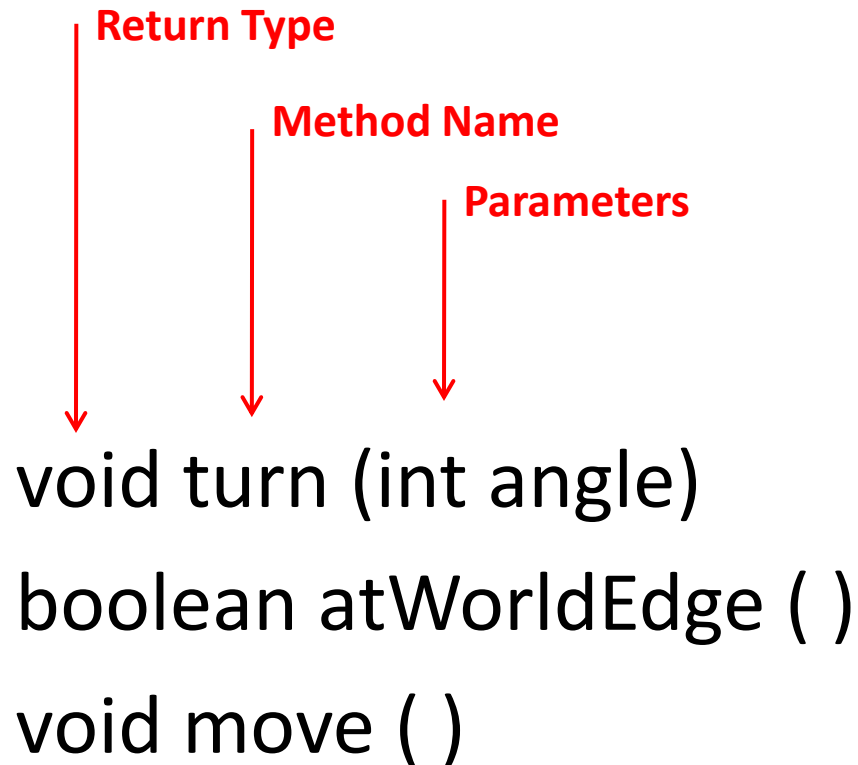 Return Type
Method Name
Parameters
void turn (int angle)
boolean atWorldEdge ( )
void move ( )